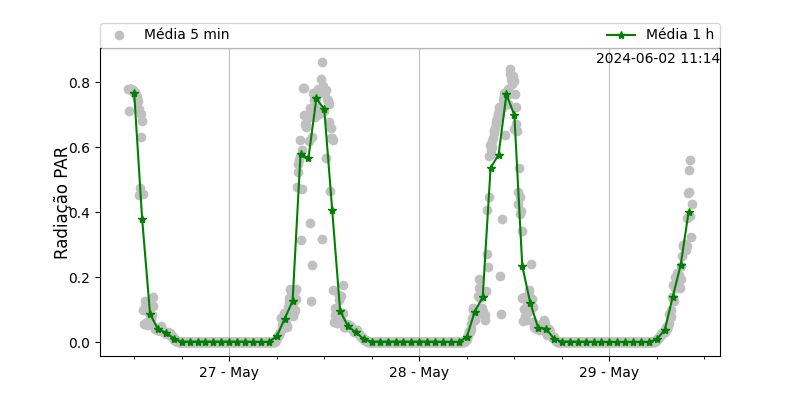 Média 5 min
Média 1 h
2024-06-02 11:14
Radiação PAR
0.8
0.6
0.4
0.2
0.0
27 - May
28 - May
29 - May